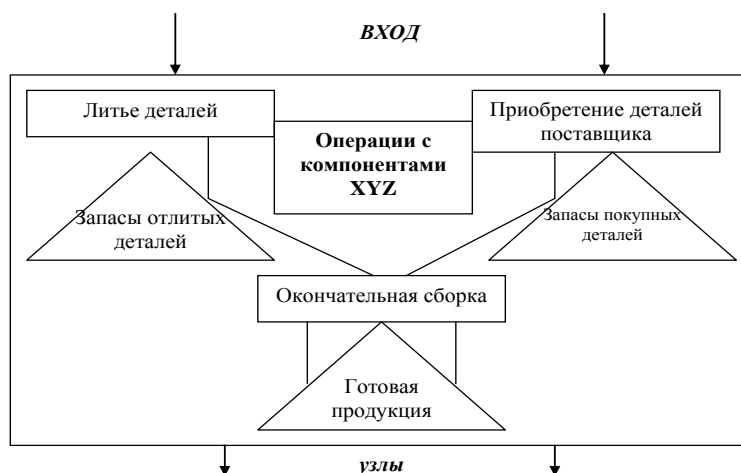 ВХОД
Литье деталей
Приобретение деталей
поставщика
Операции с
компонентами
XYZ
Запасы отлитых
деталей
Запасы покупных
деталей
Окончательная сборка
Готовая
продукция
узлы